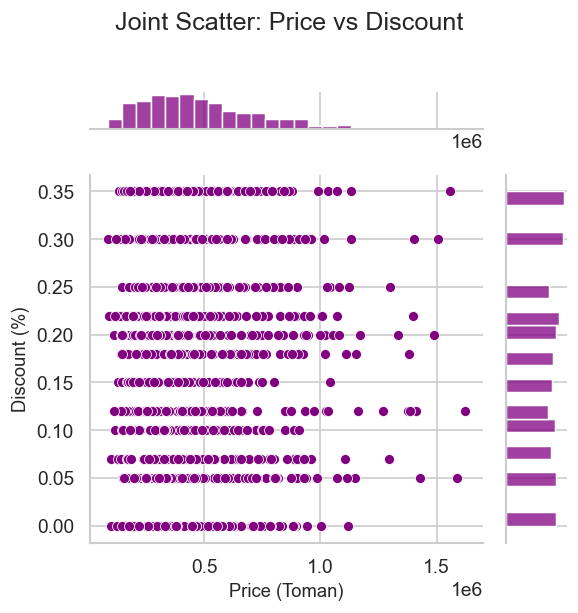 Joint Scatter: Price vs Discount
1e6
0.35
0.30
0.25
0.20
0.15
0.10
0.05
0.00
Discount (%)
0.5 1.0 1.5
1e6
Price (Toman)